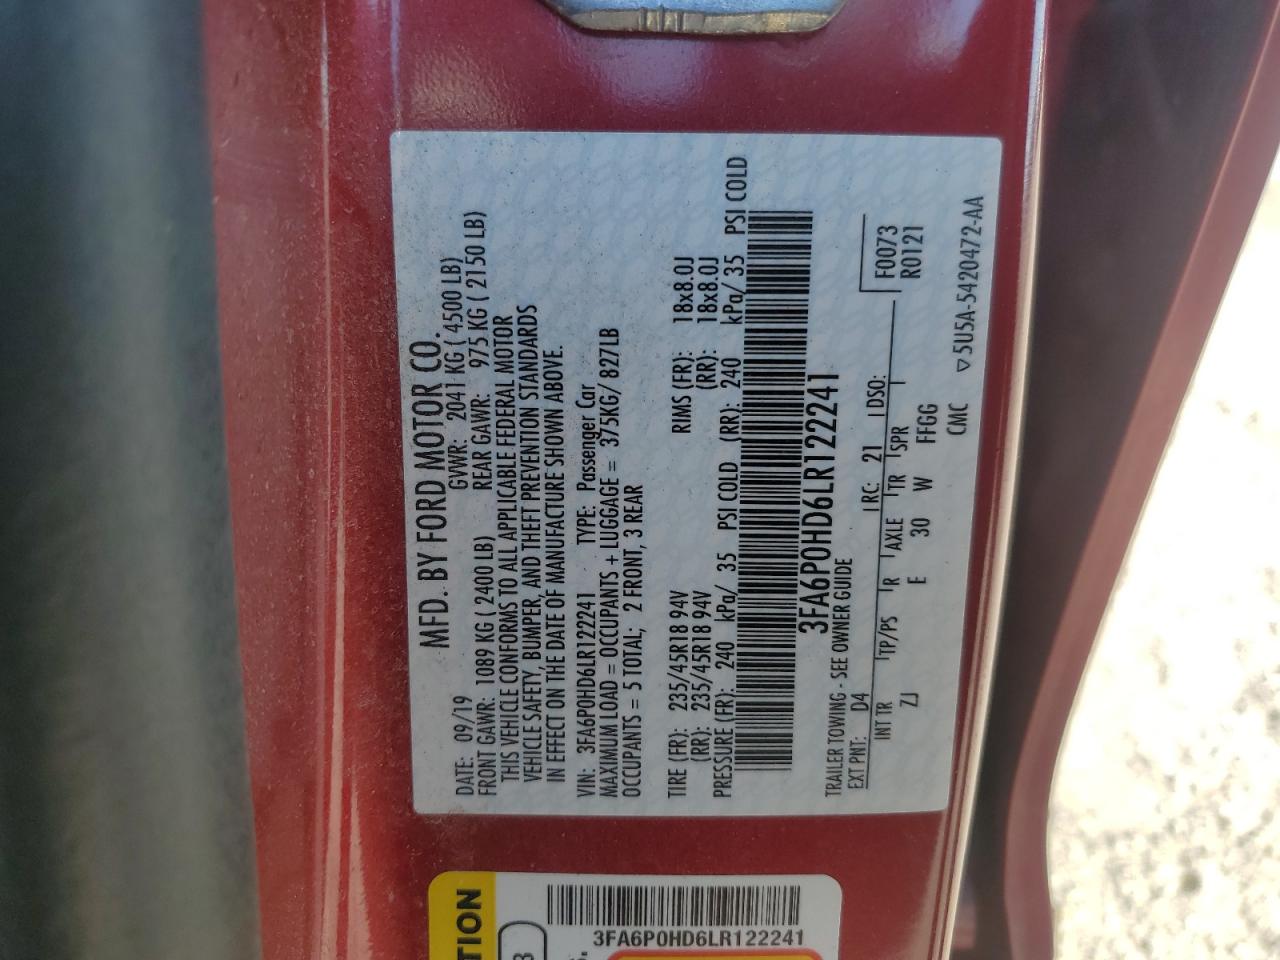 MFD. BY FORD MOTOR CO.
DATE: 09/19 GVWR: 2041 KG ( 4500 LB)
FRONT GAWR: 1089 KG ( 2400 LB) REAR GAWR: 975 KG ( 2150 LB)
THIS VEHICLE CONFORMS TO ALL APPLICABLE FEDERAL MOTOR
VEHICLE SAFETY, BUMPER, AND THEFT PREVENTION STANDARDS
IN EFFECT ON THE DATE OF MANUFACTURE SHOWN ABOVE.
VIN: 3FA6P0HD6LR122241 TYPE: Passenger Car
MAXIMUM LOAD = OCCUPANTS + LUGGAGE = 375KG/ 827LB
OCCUPANTS = 5 TOTAL; 2 FRONT, 3 REAR
TIRE (FR): 235/45R18 94V RIMS (FR): 18x8.0J
(RR): 235/45R18 94V (RR): 18x8.0J
PRESSURE (FR): 240 kPa/ 35 PSI COLD (RR): 240 kPa/ 35 PSI COLD
3FA6P0HD6LR122241
TRAILER TOWING - SEE OWNER GUIDE
EXT PNT: D4 RC: 21 DSO: F0073
INT TR TP/PS R AXLE TR SPR R0121
ZJ E 30 W FFGG
CMC ▽5U5A-5420472-AA
3FA6P0HD6LR122241